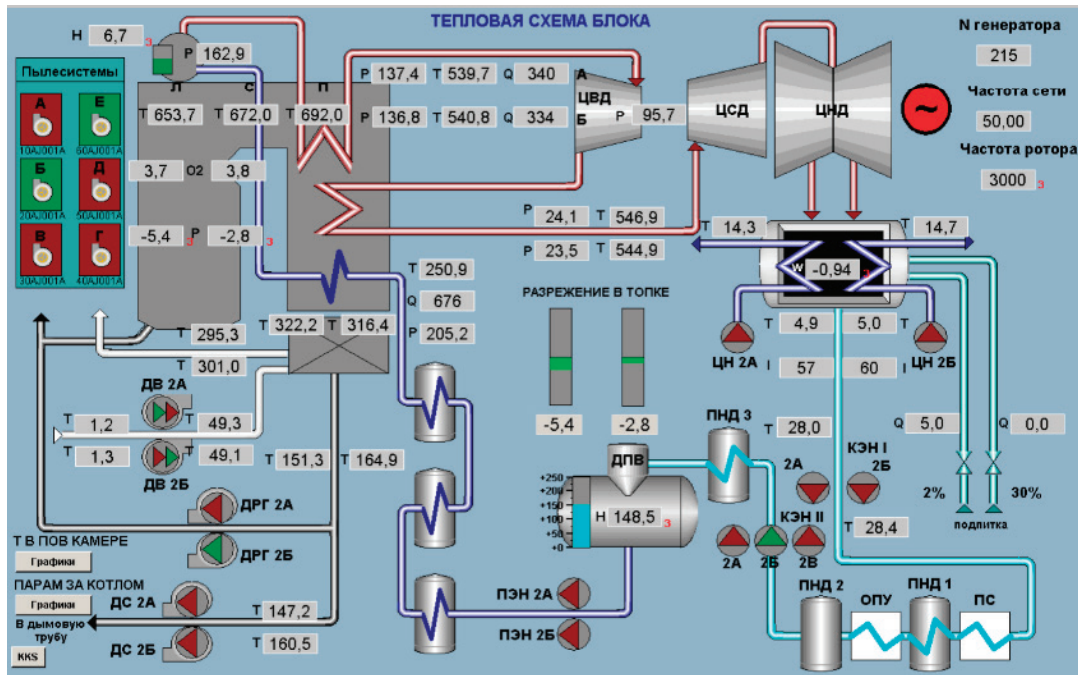 ТЕПЛОВАЯ СХЕМА БЛОКА
N генератора
215
Частота сети
50,00
Частота ротора
3000 з
H 6,7 з
P 162,9
Пылесистемы
А Е
10AJ001A 60AJ001A
Б Д
20AJ001A 50AJ001A
В Г
30AJ001A 40AJ001A
Л С П
T 653,7 T 672,0 T 692,0
3,7 O2 3,8
-5,4 з P -2,8 з
P 137,4 T 539,7 Q 340 А
P 136,8 T 540,8 Q 334 Б
ЦВД
P 95,7
ЦСД
ЦНД
P 24,1 T 546,9
P 23,5 T 544,9
T 14,3
T 14,7
W -0,94 з
T 4,9 5,0 T
ЦН 2А
ЦН 2Б
I 57 60 I
T 250,9
Q 676
P 205,2
РАЗРЕЖЕНИЕ В ТОПКЕ
-5,4 -2,8
T 295,3
T 322,2 T 316,4
T 301,0
ДВ 2А
T 1,2 T 49,3
T 1,3 T 49,1
ДВ 2Б
T 151,3 T 164,9
ДРГ 2А
ДРГ 2Б
Т В ПОВ КАМЕРЕ
Графики
ПАРАМ ЗА КОТЛОМ
Графики
В дымовую
трубу
KKS
ДС 2А
T 147,2
ДС 2Б
T 160,5
ПНД 3
ДПВ
+250
+200
+150
+100
+50
+0
H 148,5 з
T 28,0
КЭН I
2А 2Б
КЭН II
2А 2Б 2В
T 28,4
Q 5,0 Q 0,0
2% 30%
подпитка
ПЭН 2А
ПЭН 2Б
ПНД 2 ОПУ ПНД 1 ПС